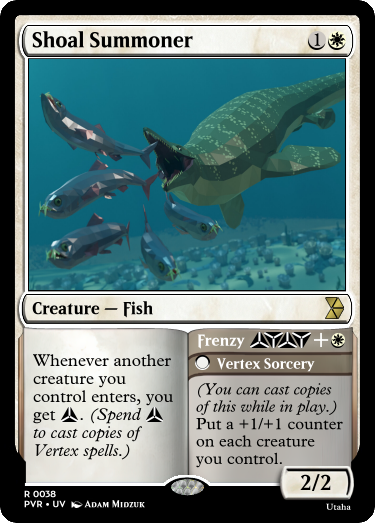 Shoal Summoner 1
Creature — Fish
Whenever another
creature you
control enters, you
get . (Spend
to cast copies of
Vertex spells.)
Frenzy +
Vertex Sorcery
(You can cast copies
of this while in play.)
Put a +1/+1 counter
on each creature
you control.
2/2
R 0038
PVR • UV Adam Midzuk
Utaha